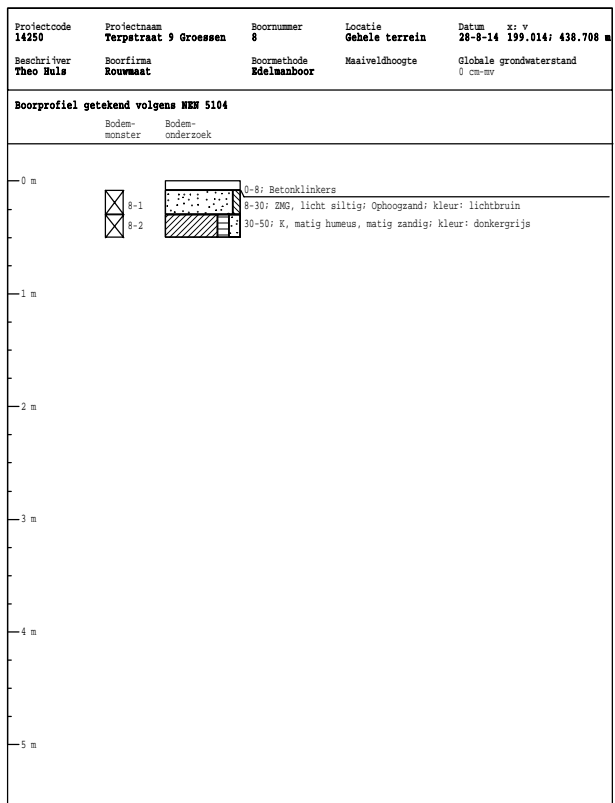 Projectcode Projectnaam Boornummer Locatie Datum x: y
14250 Terpstraat 9 Groessen 8 Gehele terrein 28-8-14 199.014; 438.708 m
Beschrijver Boorfirma Boormethode Maaiveldhoogte Globale grondwaterstand
Theo Huls Rouwmaat Edelmanboor 0 cm-mv
Boorprofiel getekend volgens NEN 5104
Bodem- Bodem-
monster onderzoek
0 m
0-8; Betonklinkers
8-1 8-30; ZMG, licht siltig; Ophoogzand; kleur: lichtbruin
8-2 30-50; K, matig humeus, matig zandig; kleur: donkergrijs
1 m
2 m
3 m
4 m
5 m